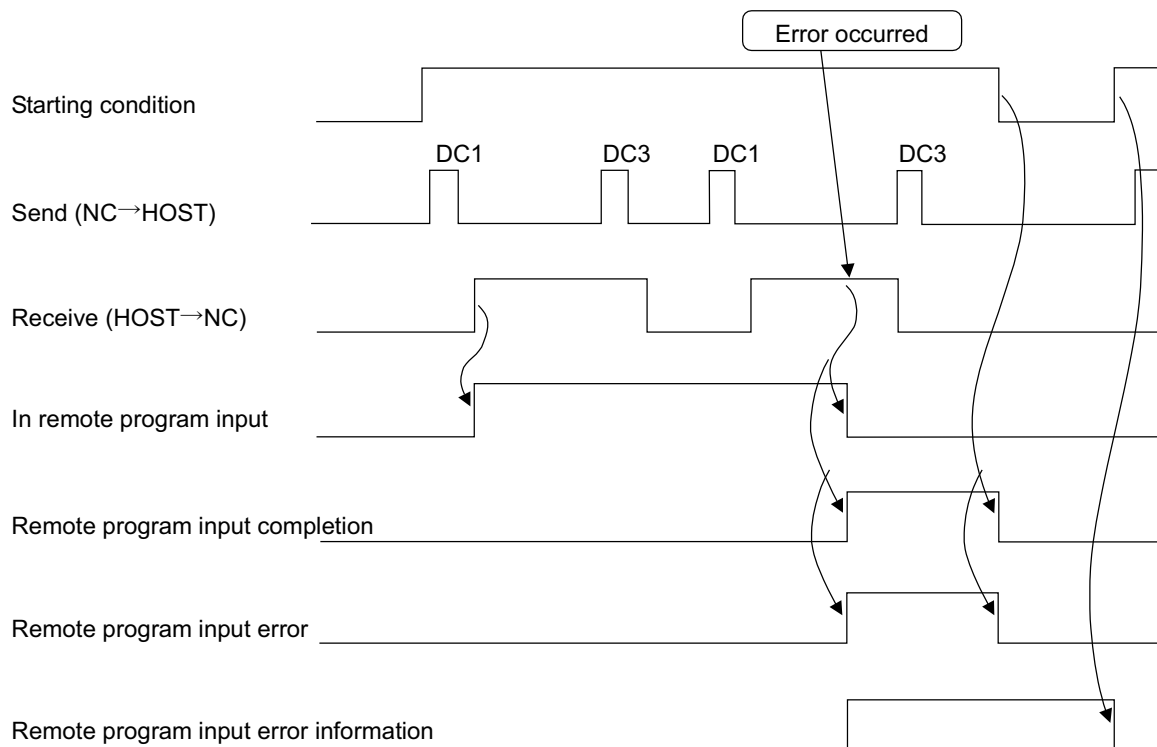 Error occurred
Starting condition
DC1 DC3 DC1 DC3
Send (NC→HOST)
Receive (HOST→NC)
In remote program input
Remote program input completion
Remote program input error
Remote program input error information